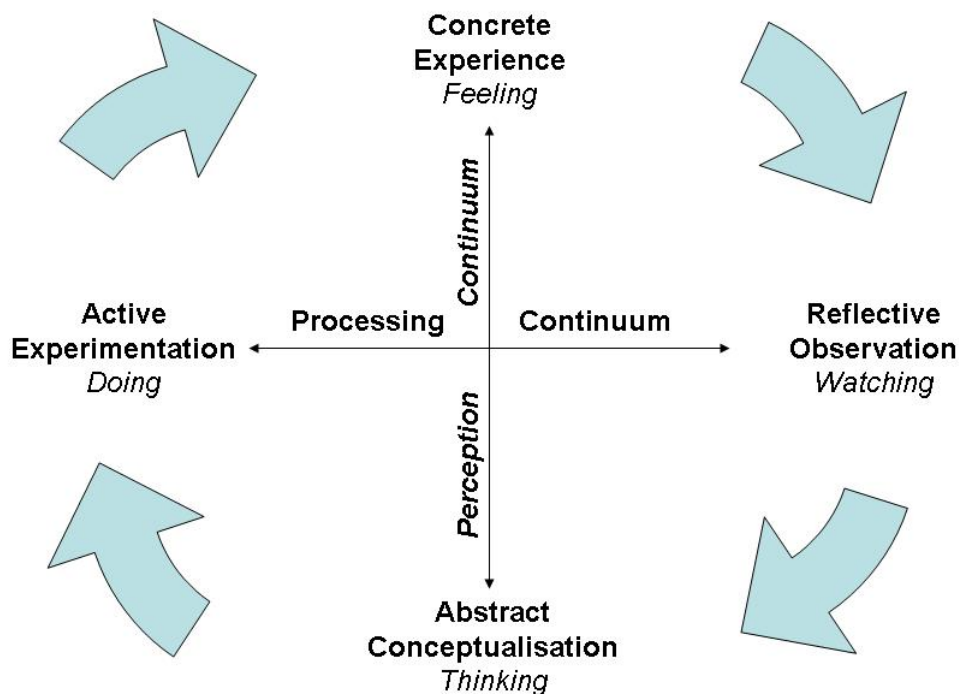 Concrete
Experience
Feeling
Continuum
Active
Experimentation
Doing
Processing
Continuum
Reflective
Observation
Watching
Perception
Abstract
Conceptualisation
Thinking